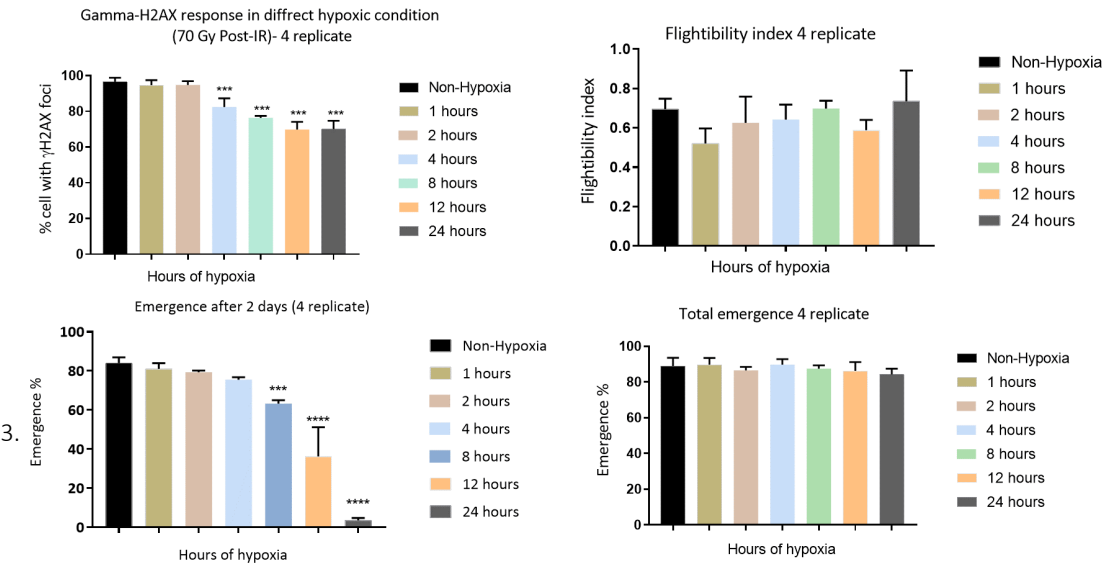 Gamma-H2AX response in diffrect hypoxic condition
(70 Gy Post-IR)- 4 replicate
% cell with γH2AX foci
100
80
60
40
20
0
***
***
***
***
Hours of hypoxia
Non-Hypoxia
1 hours
2 hours
4 hours
8 hours
12 hours
24 hours
Flightibility index 4 replicate
Flightibility index
1.0
0.8
0.6
0.4
0.2
0.0
Hours of hypoxia
Non-Hypoxia
1 hours
2 hours
4 hours
8 hours
12 hours
24 hours
3.
Emergence after 2 days (4 replicate)
Emergence %
100
80
60
40
20
0
***
****
****
Hours of hypoxia
Non-Hypoxia
1 hours
2 hours
4 hours
8 hours
12 hours
24 hours
Total emergence 4 replicate
Emergence %
100
80
60
40
20
0
Hours of hypoxia
Non-Hypoxia
1 hours
2 hours
4 hours
8 hours
12 hours
24 hours